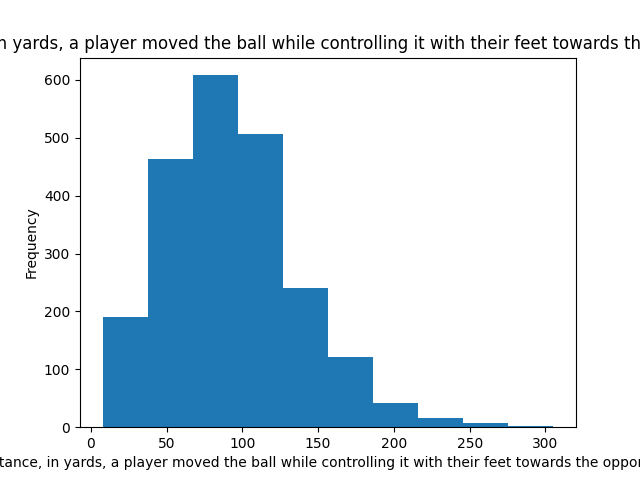 n yards, a player moved the ball while controlling it with their feet towards th
600
500
400
300
200
100
0
Frequency
0 50 100 150 200 250 300
tance, in yards, a player moved the ball while controlling it with their feet towards the oppor